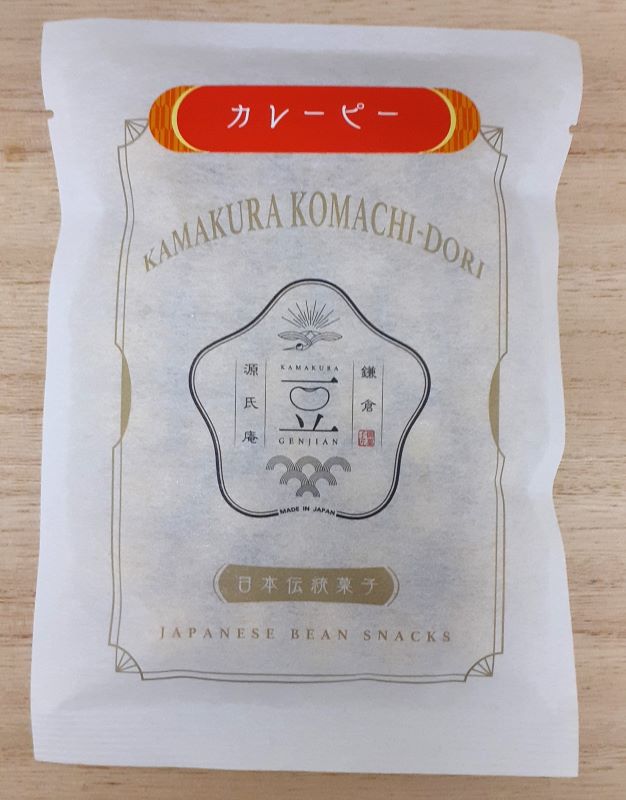 カレーピー
KAMAKURA KOMACHI-DORI
鎌倉
源氏庵
KAMAKURA
豆
GENJIAN
MADE IN JAPAN
日本伝統菓子
JAPANESE BEAN SNACKS